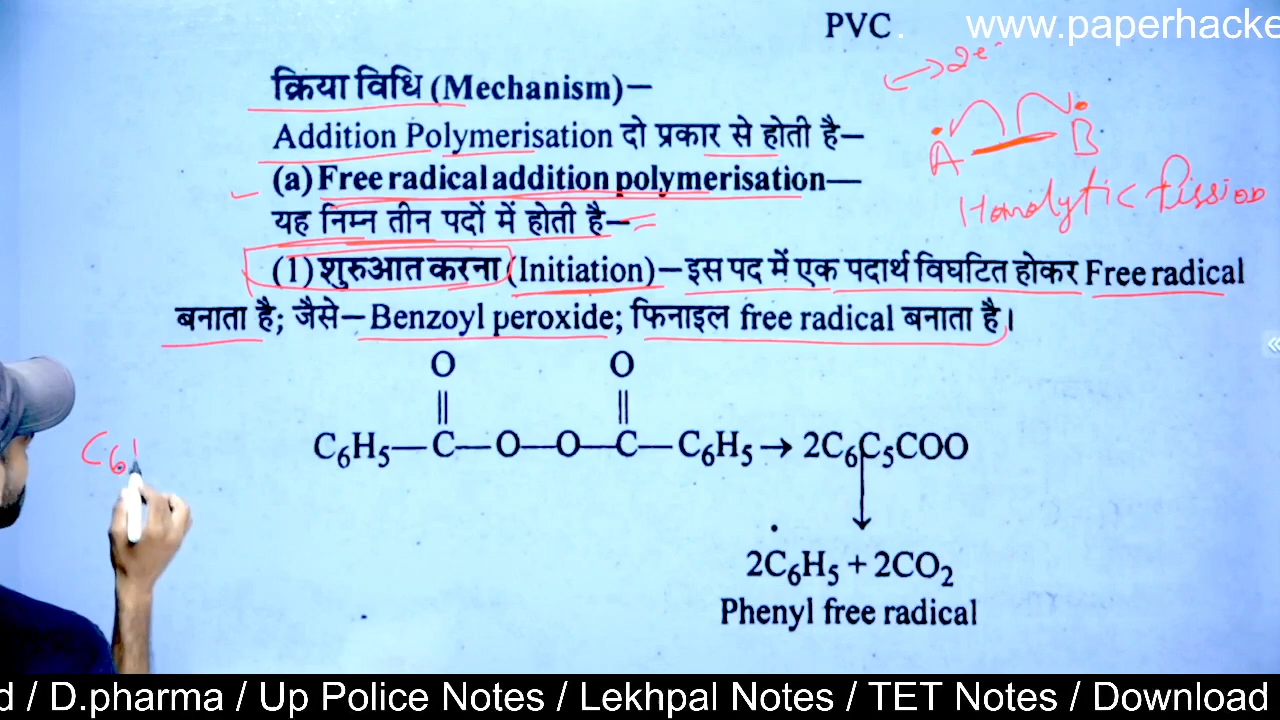 PVC. www.paperhacke
→ 2e⁻
क्रिया विधि (Mechanism)–
Addition Polymerisation दो प्रकार से होती है–
A B
(a) Free radical addition polymerisation—
Homolytic fission
यह निम्न तीन पदों में होती है–
(1) शुरुआत करना (Initiation)–इस पद में एक पदार्थ विघटित होकर Free radical
बनाता है; जैसे–Benzoyl peroxide; फिनाइल free radical बनाता है।
O O
|| ||
C₆H₅—C—O—O—C—C₆H₅→2C₆C₅COO
C₆
2C₆H₅ + 2CO₂
Phenyl free radical
d / D.pharma / Up Police Notes / Lekhpal Notes / TET Notes / Download